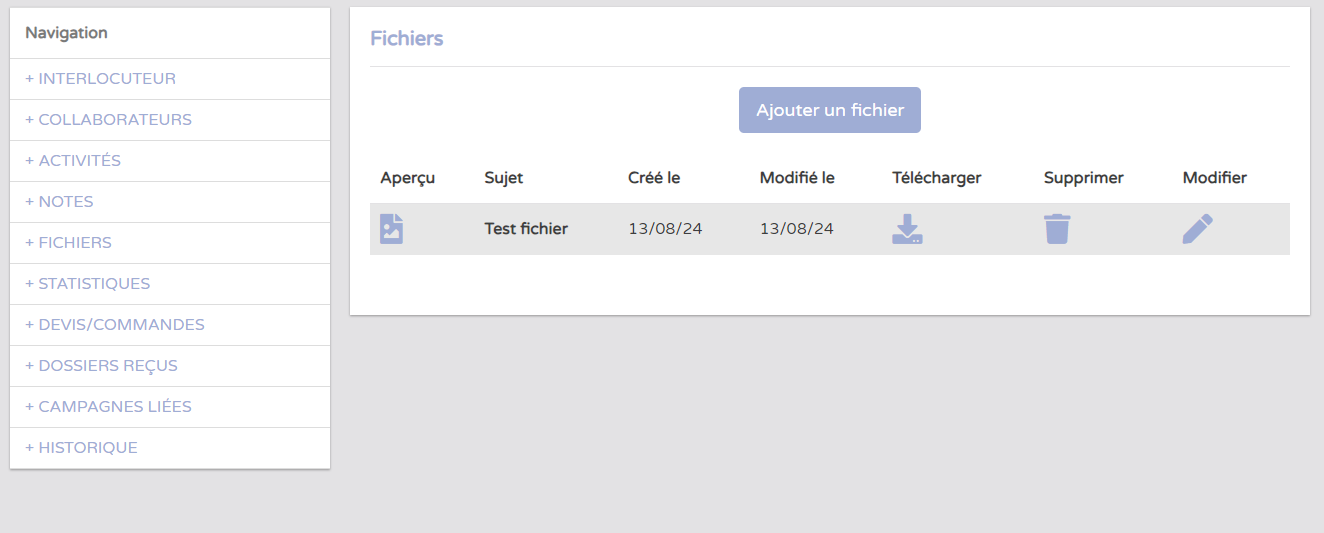 Navigation
+ INTERLOCUTEUR
+ COLLABORATEURS
+ ACTIVITÉS
+ NOTES
+ FICHIERS
+ STATISTIQUES
+ DEVIS/COMMANDES
+ DOSSIERS REÇUS
+ CAMPAGNES LIÉES
+ HISTORIQUE
Fichiers
Ajouter un fichier
Aperçu Sujet Créé le Modifié le Télécharger Supprimer Modifier
Test fichier 13/08/24 13/08/24